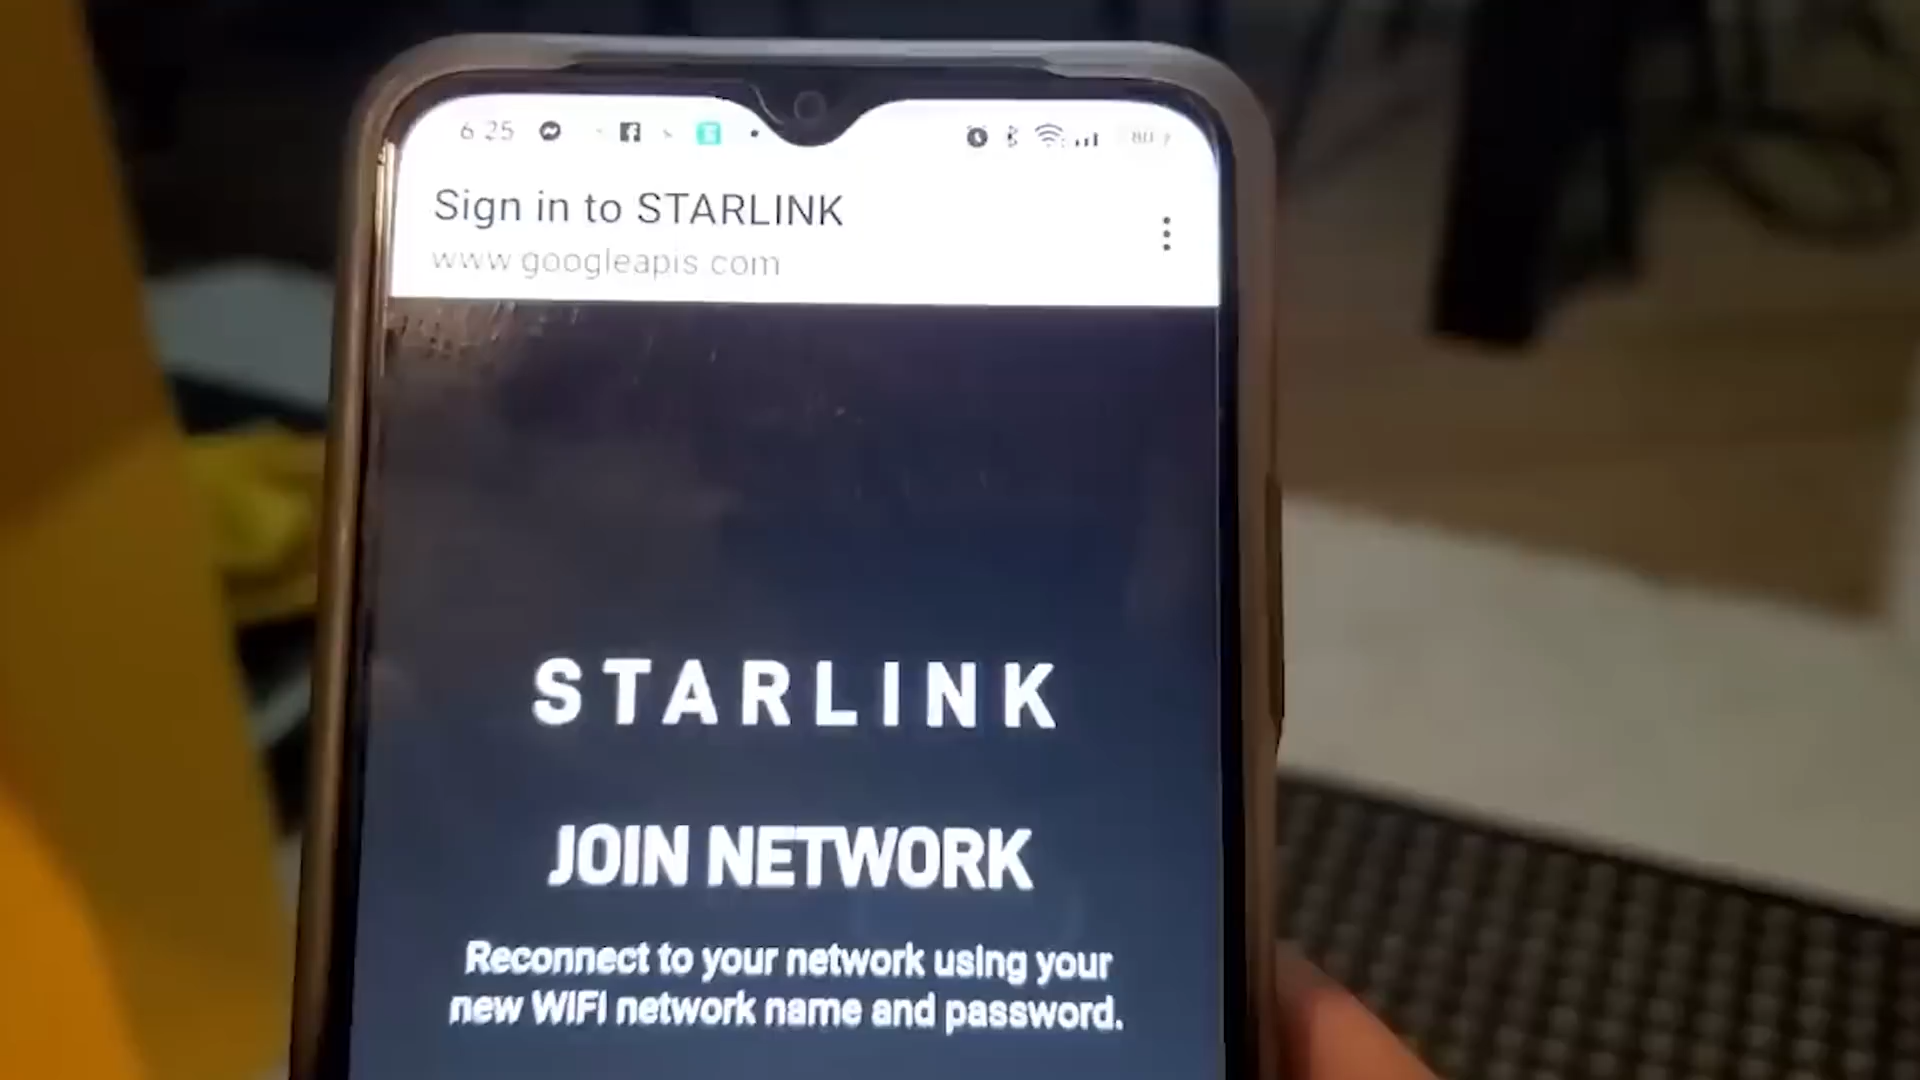 6 25
80
Sign in to STARLINK
www.googleapis.com
STARLINK
JOIN NETWORK
Reconnect to your network using your
new WIFI network name and password.